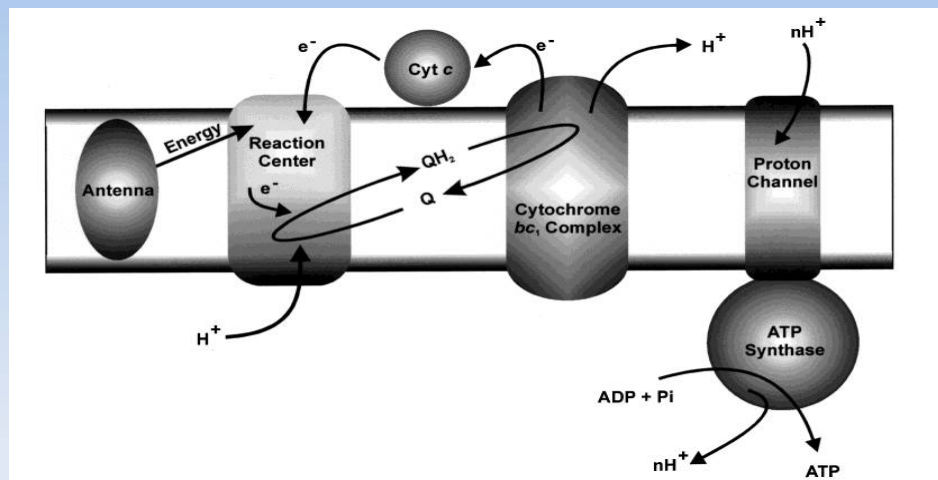 e⁻
Cyt c
e⁻
H⁺
nH⁺
Energy
Reaction
Center
Antenna
QH₂
e⁻
Q
Proton
Channel
Cytochrome
bc₁ Complex
H⁺
ATP
Synthase
ADP + Pi
nH⁺
ATP